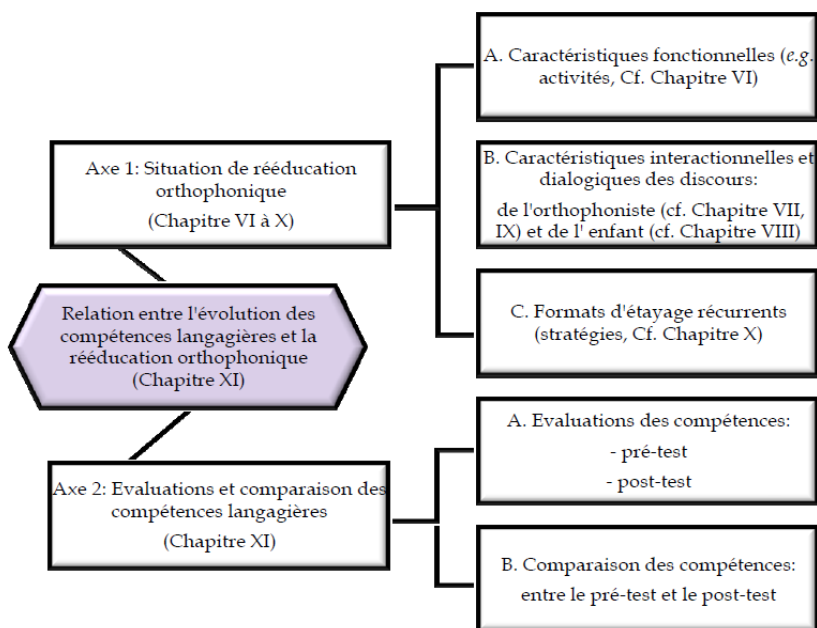 A. Caractéristiques fonctionnelles (e.g.
activités, Cf. Chapitre VI)
Axe 1: Situation de rééducation
orthophonique
(Chapitre VI à X)
B. Caractéristiques interactionnelles et
dialogiques des discours:
de l'orthophoniste (cf. Chapitre VII,
IX) et de l' enfant (cf. Chapitre VIII)
Relation entre l'évolution des
compétences langagières et la
rééducation orthophonique
(Chapitre XI)
C. Formats d'étayage récurrents
(stratégies, Cf. Chapitre X)
Axe 2: Evaluations et comparaison des
compétences langagières
(Chapitre XI)
A. Evaluations des compétences:
- pré-test
- post-test
B. Comparaison des compétences:
entre le pré-test et le post-test